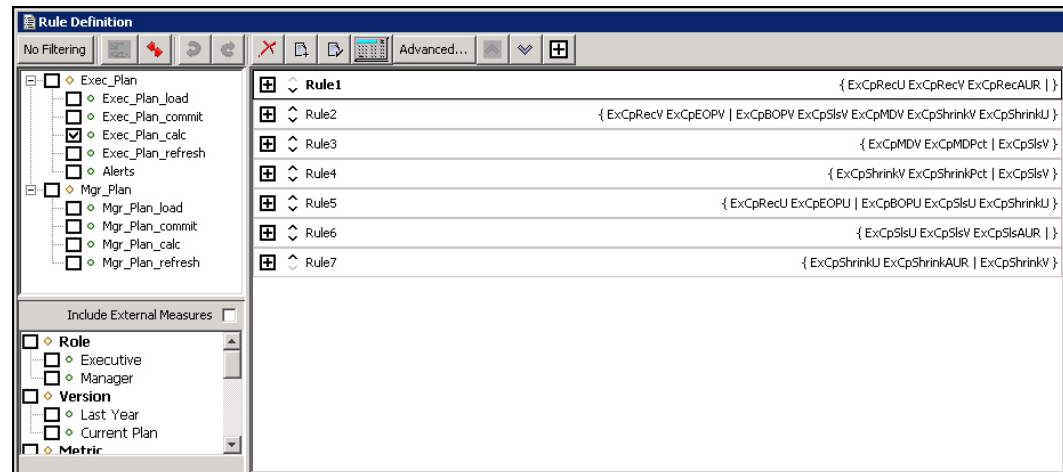 Rule Definition
No Filtering Advanced...
Exec_Plan
Exec_Plan_load
Exec_Plan_commit
Exec_Plan_calc
Exec_Plan_refresh
Alerts
Mgr_Plan
Mgr_Plan_load
Mgr_Plan_commit
Mgr_Plan_calc
Mgr_Plan_refresh
Include External Measures
Role
Executive
Manager
Version
Last Year
Current Plan
Metric
Rule1 { ExCpRecU ExCpRecV ExCpRecAUR | }
Rule2 { ExCpRecV ExCpEOPV | ExCpBOPV ExCpSlsV ExCpMDV ExCpShrinkV ExCpShrinkU }
Rule3 { ExCpMDV ExCpMDPct | ExCpSlsV }
Rule4 { ExCpShrinkV ExCpShrinkPct | ExCpSlsV }
Rule5 { ExCpRecU ExCpEOPU | ExCpBOPU ExCpSlsU ExCpShrinkU }
Rule6 { ExCpSlsU ExCpSlsV ExCpSlsAUR | }
Rule7 { ExCpShrinkU ExCpShrinkAUR | ExCpShrinkV }